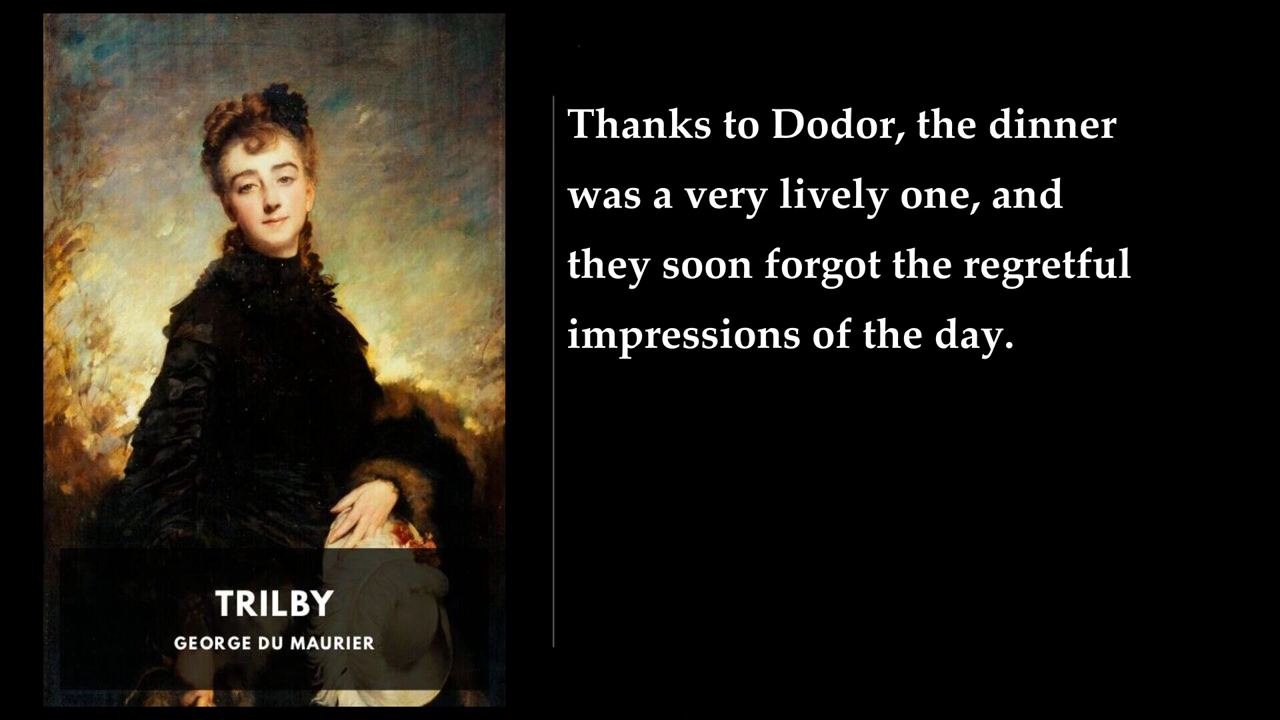 TRILBY
GEORGE DU MAURIER
Thanks to Dodor, the dinner
was a very lively one, and
they soon forgot the regretful
impressions of the day.